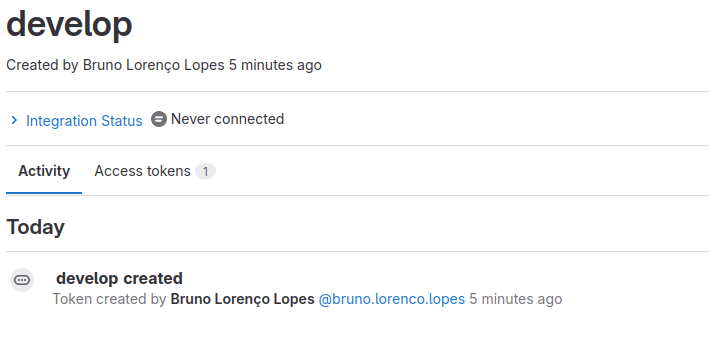 develop
Created by Bruno Lorenço Lopes 5 minutes ago
Integration Status Never connected
Activity Access tokens 1
Today
develop created
Token created by Bruno Lorenço Lopes @bruno.lorenco.lopes 5 minutes ago